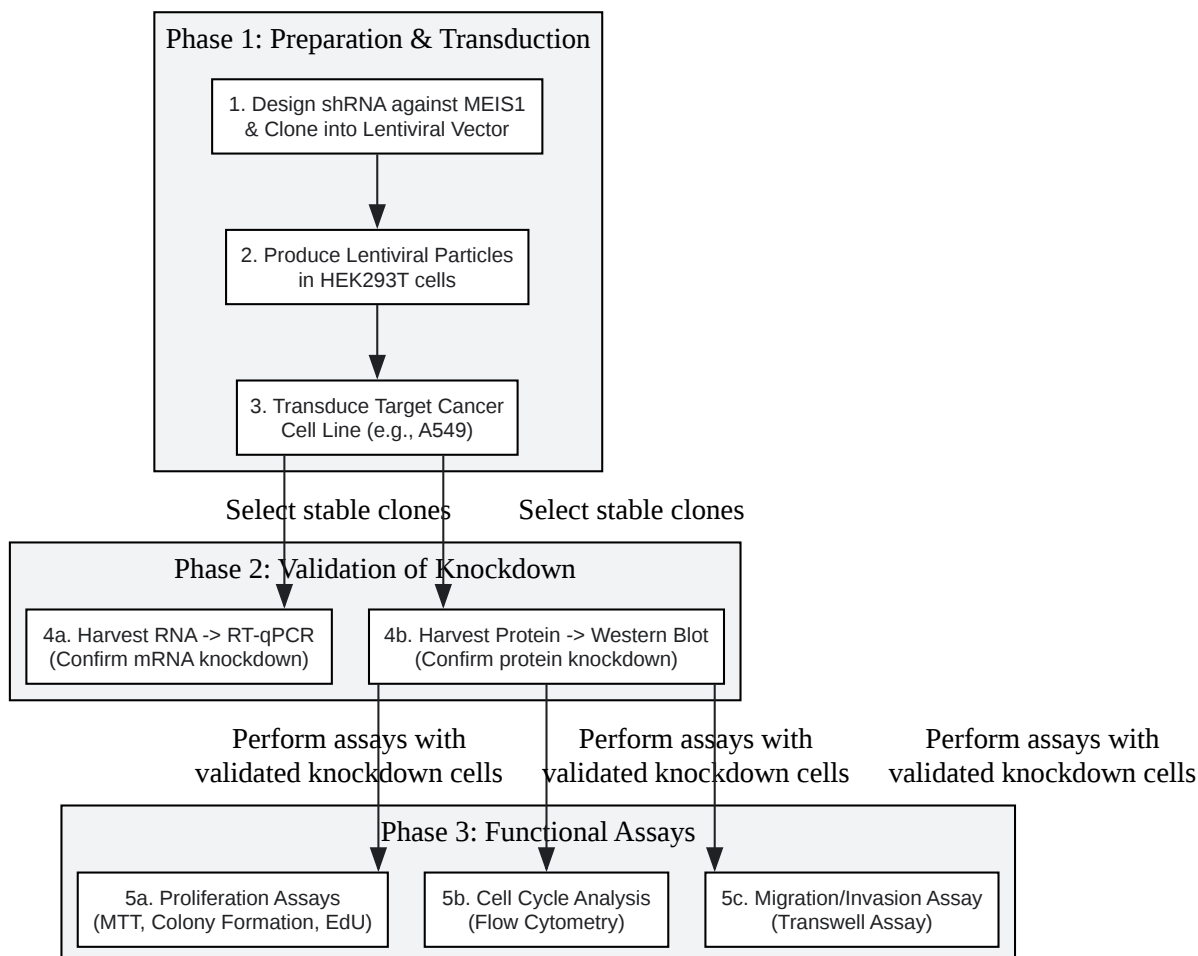 Phase 1: Preparation & Transduction
1. Design shRNA against MEIS1
& Clone into Lentiviral Vector
2. Produce Lentiviral Particles
in HEK293T cells
3. Transduce Target Cancer
Cell Line (e.g., A549)
Select stable clones
Select stable clones
Phase 2: Validation of Knockdown
4a. Harvest RNA -> RT-qPCR
(Confirm mRNA knockdown)
4b. Harvest Protein -> Western Blot
(Confirm protein knockdown)
Perform assays with
validated knockdown cells
Perform assays with
validated knockdown cells
Perform assays with
validated knockdown cells
Phase 3: Functional Assays
5a. Proliferation Assays
(MTT, Colony Formation, EdU)
5b. Cell Cycle Analysis
(Flow Cytometry)
5c. Migration/Invasion Assay
(Transwell Assay)